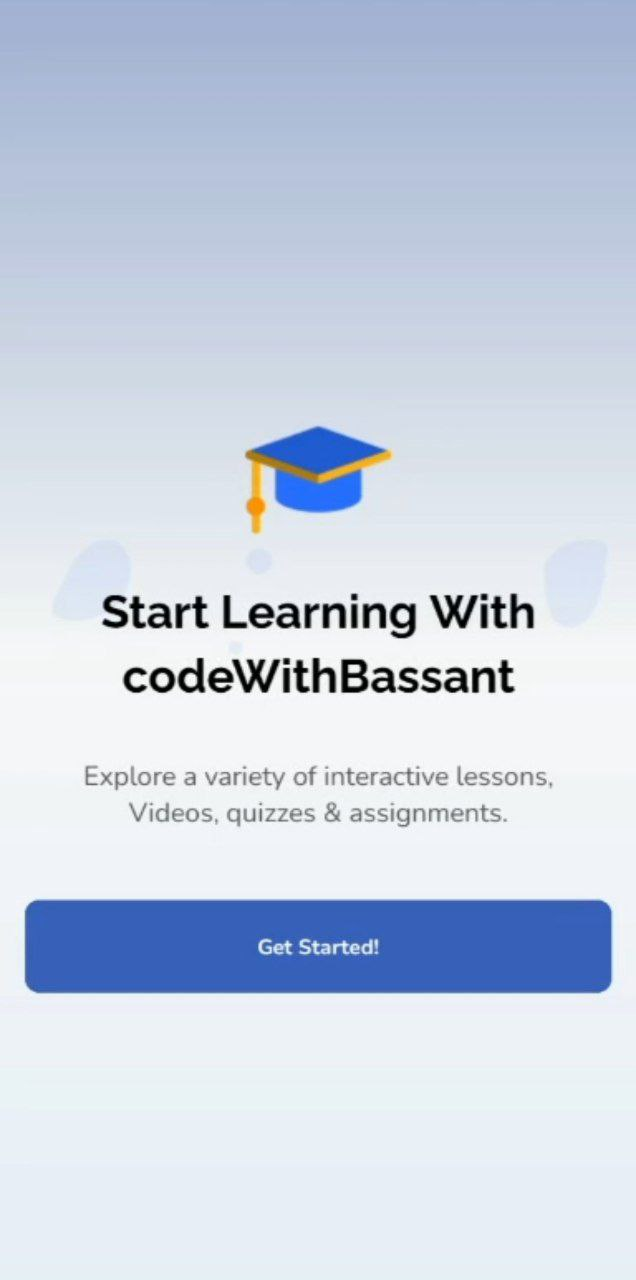 Start Learning With
codeWithBassant
Explore a variety of interactive lessons,
Videos, quizzes & assignments.
Get Started!